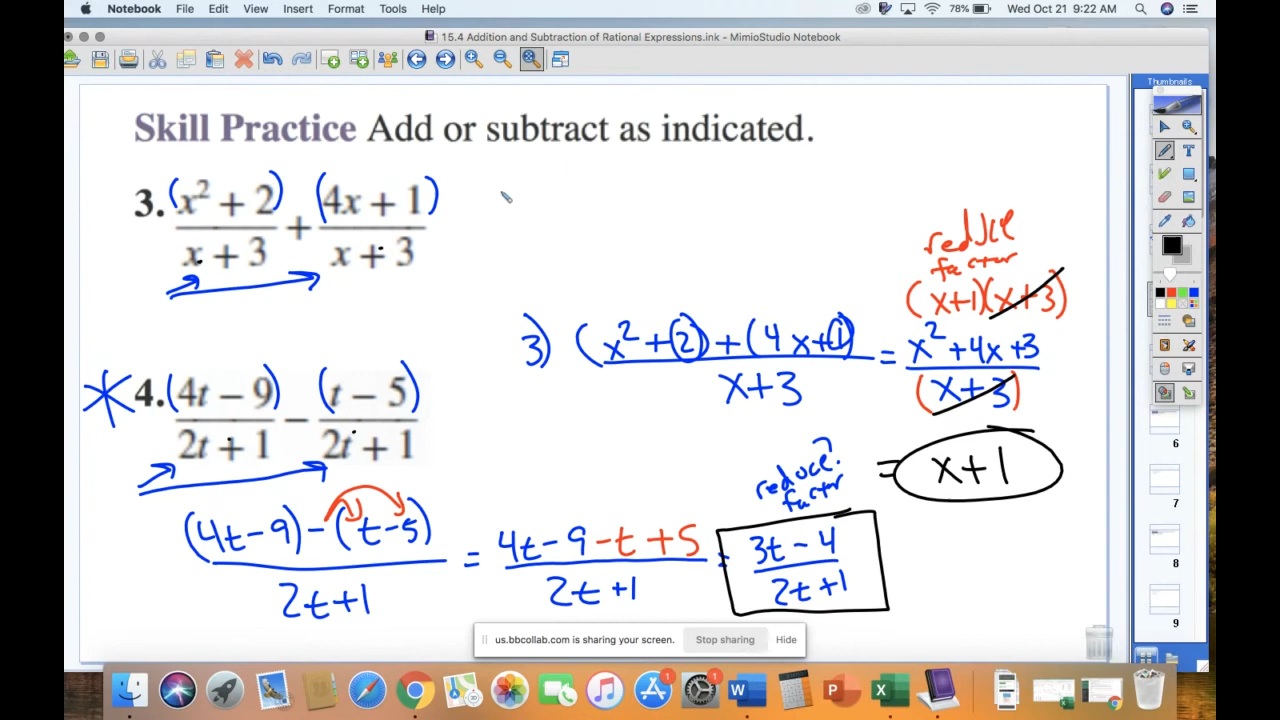 Notebook File Edit View Insert Format Tools Help 78% Wed Oct 21 9:22 AM
15.4 Addition and Subtraction of Rational Expressions.ink - MimioStudio Notebook
Thumbnails
Skill Practice Add or subtract as indicated.
3. (x² + 2) / x + 3 + (4x + 1) / x + 3
reduce
factor
(x+1)(x+3)
3) (x²+2)+(4x+1) / x+3 = x²+4x+3 / (x+3)
= x+1
4. (4t − 9) / 2t + 1 − (t − 5) / 2t + 1
reduce?
factor
(4t−9)−(t−5) / 2t+1 = 4t−9−t+5 / 2t+1 = 3t−4 / 2t+1
us.bbcollab.com is sharing your screen. Stop sharing Hide
6
7
8
9
T
1
1
30
W
P
X